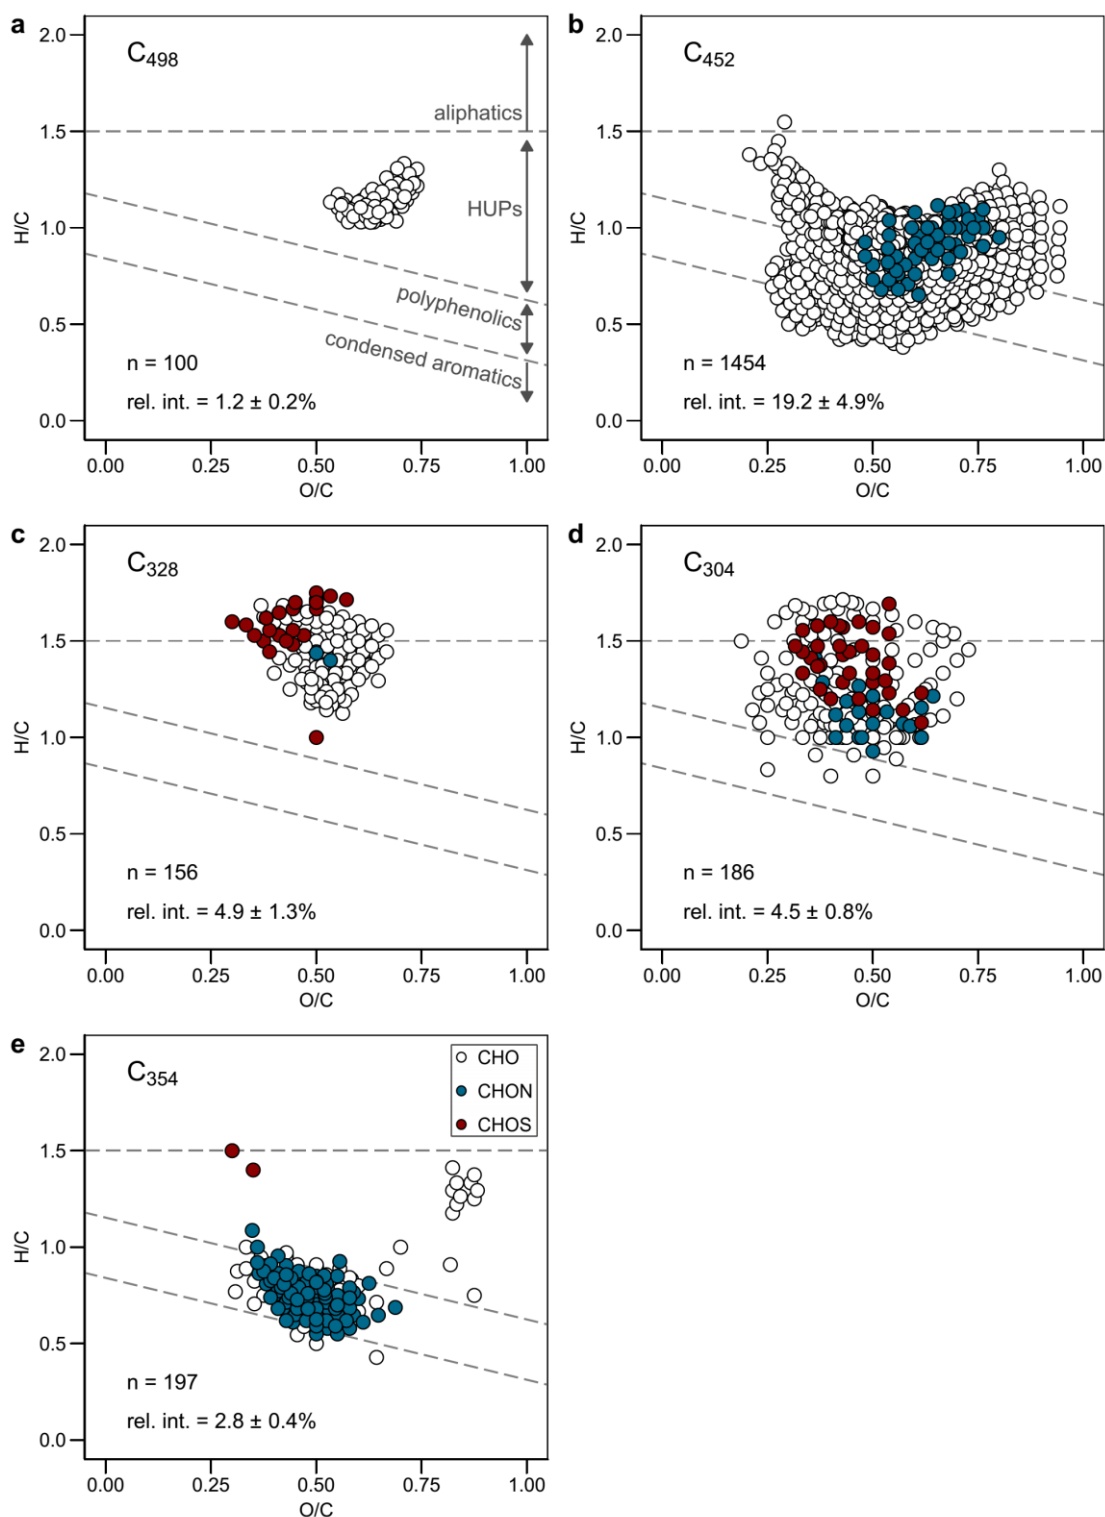 a
C498
2.0
1.5
1.0
0.5
0.0
H/C
aliphatics
HUPs
polyphenolics
condensed aromatics
n = 100
rel. int. = 1.2 ± 0.2%
0.00 0.25 0.50 0.75 1.00
O/C
b
C452
2.0
1.5
1.0
0.5
0.0
H/C
n = 1454
rel. int. = 19.2 ± 4.9%
0.00 0.25 0.50 0.75 1.00
O/C
c
C328
2.0
1.5
1.0
0.5
0.0
H/C
n = 156
rel. int. = 4.9 ± 1.3%
0.00 0.25 0.50 0.75 1.00
O/C
d
C304
2.0
1.5
1.0
0.5
0.0
H/C
n = 186
rel. int. = 4.5 ± 0.8%
0.00 0.25 0.50 0.75 1.00
O/C
e
C354
CHO
CHON
CHOS
2.0
1.5
1.0
0.5
0.0
H/C
n = 197
rel. int. = 2.8 ± 0.4%
0.00 0.25 0.50 0.75 1.00
O/C